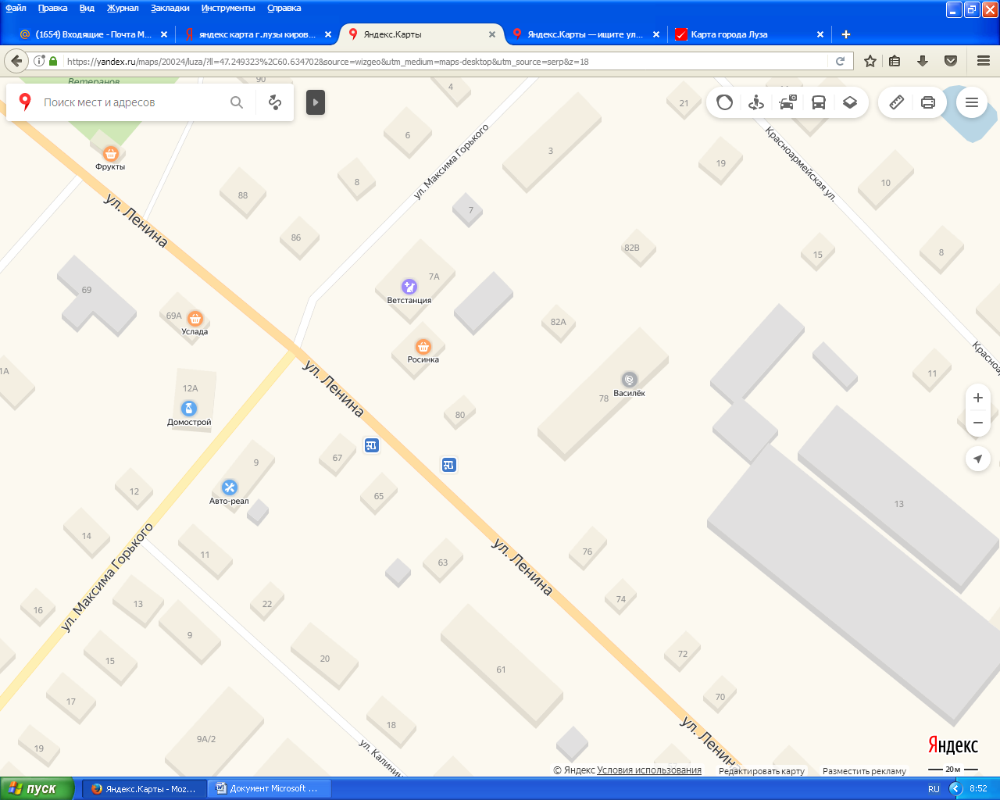 Файл Правка Вид Журнал Закладки Инструменты Справка
(1654) Входящие - Почта M...
яндекс карта г.лузы киров...
Яндекс.Карты
Яндекс.Карты — ищите ул...
Карта города Луза
https://yandex.ru/maps/20024/luza/?ll=47.249323%2C60.634702&source=wizgeo&utm_medium=maps-desktop&utm_source=serp&z=18
Поиск мест и адресов
Ветеранов
90
4
21
Фрукты
6
3
19
10
Красноармейская ул.
ул. Максима Горького
8
88
7
ул. Ленина
86
82В
15
8
7А
Ветстанция
69
69А
Услада
82А
Росинка
Василёк
78
11
1А
12А
Домострой
ул. Ленина
80
67
9
Авто-реал
65
12
13
14
11
ул. Максима Горького
63
76
ул. Ленина
16
13
22
74
9
15
20
61
72
17
70
18
19
9А/2
ул. Ленина
Яндекс
© Яндекс Условия использования
Редактировать карту
Разместить рекламу
20 м
пуск
Яндекс.Карты - Moz...
Документ Microsoft ...
RU
8:52